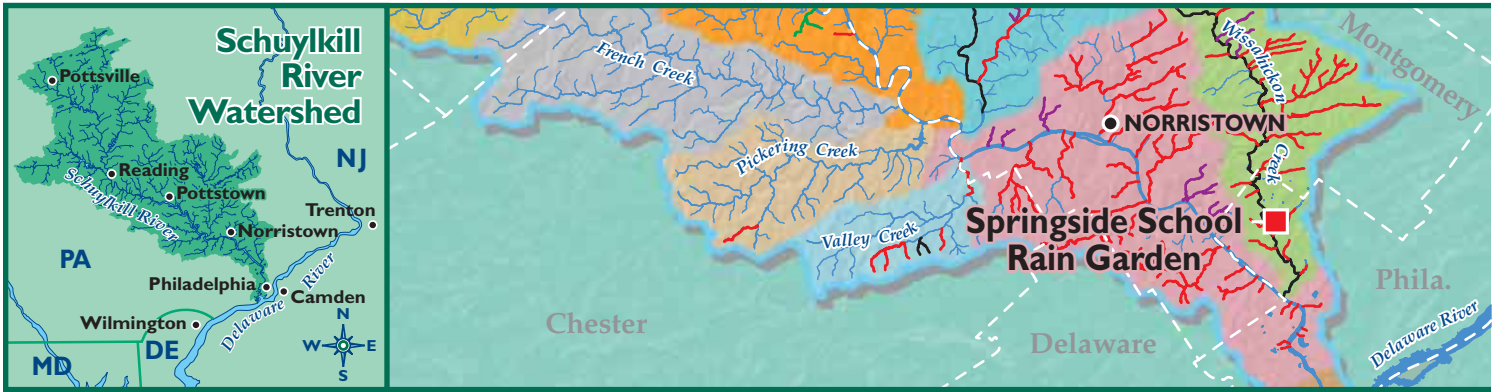 Schuylkill
River
Watershed
Pottsville
NJ
Reading
Pottstown
Schuylkill River
Trenton
Norristown
PA
Philadelphia
Camden
Delaware River
Wilmington
N
W E
S
MD
DE
French Creek
Wissahickon
Montgomery
NORRISTOWN
Pickering Creek
Creek
Valley Creek
Springside School
Rain Garden
Phila.
Chester
Delaware
Delaware River